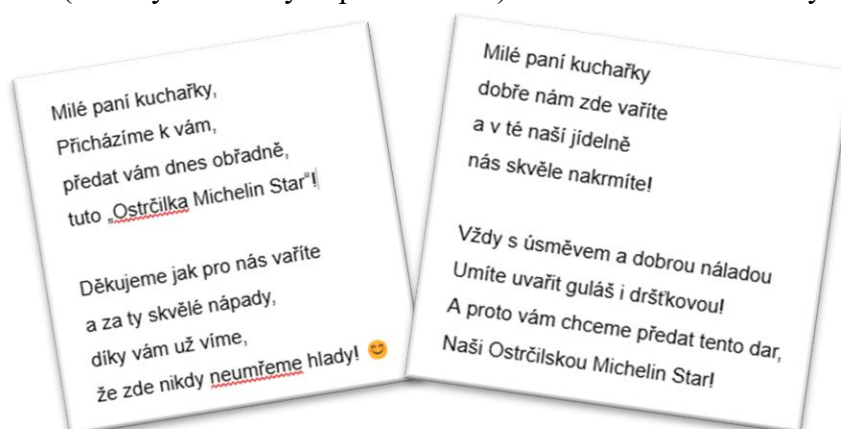 Milé paní kuchařky,
Přicházíme k vám,
předat vám dnes obřadně,
tuto „Ostrčilka Michelin Star“!

Děkujeme jak pro nás vaříte
a za ty skvělé nápady,
díky vám už víme,
že zde nikdy neumřeme hlady! 😊

Milé paní kuchařky
dobře nám zde vaříte
a v té naší jídelně
nás skvěle nakrmíte!

Vždy s úsměvem a dobrou náladou
Umíte uvařit guláš i dršťkovou!
A proto vám chceme předat tento dar,
Naši Ostrčilskou Michelin Star!